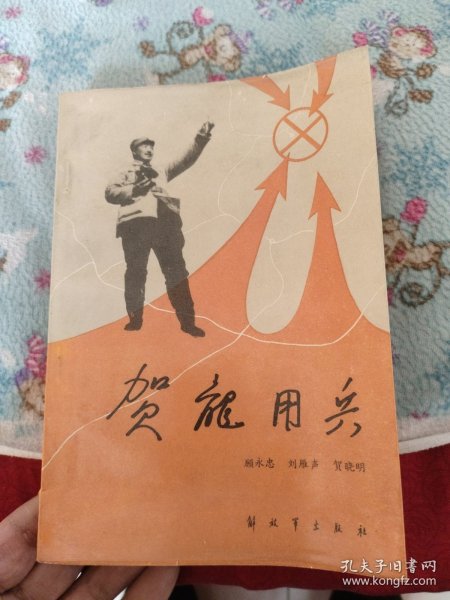 贺龙用兵
顾永忠 刘雁声 贺晓明
解放军出版社
孔夫子旧书网
www.kongfz.com